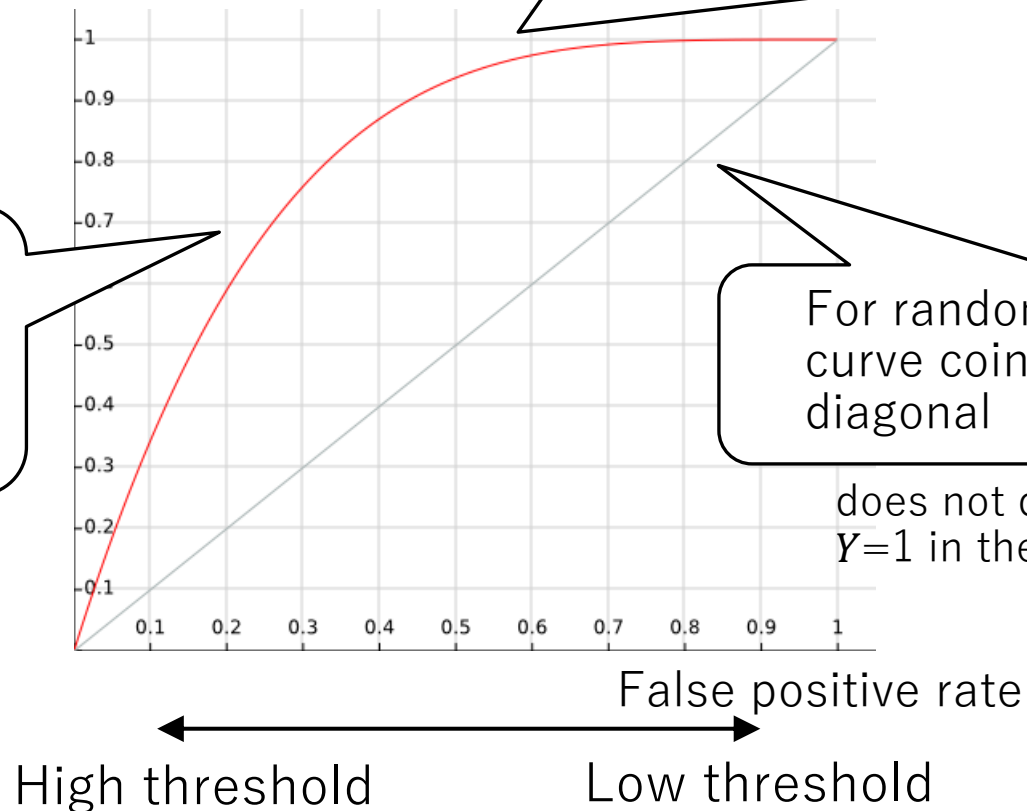 1
0.9
0.8
0.7
0.5
0.4
0.3
0.2
0.1
For
curve
diagonal
does not
Y=1 in the
0.1 0.2 0.3 0.4 0.5 0.6 0.7 0.8 0.9 1
False positive rate
High threshold Low threshold